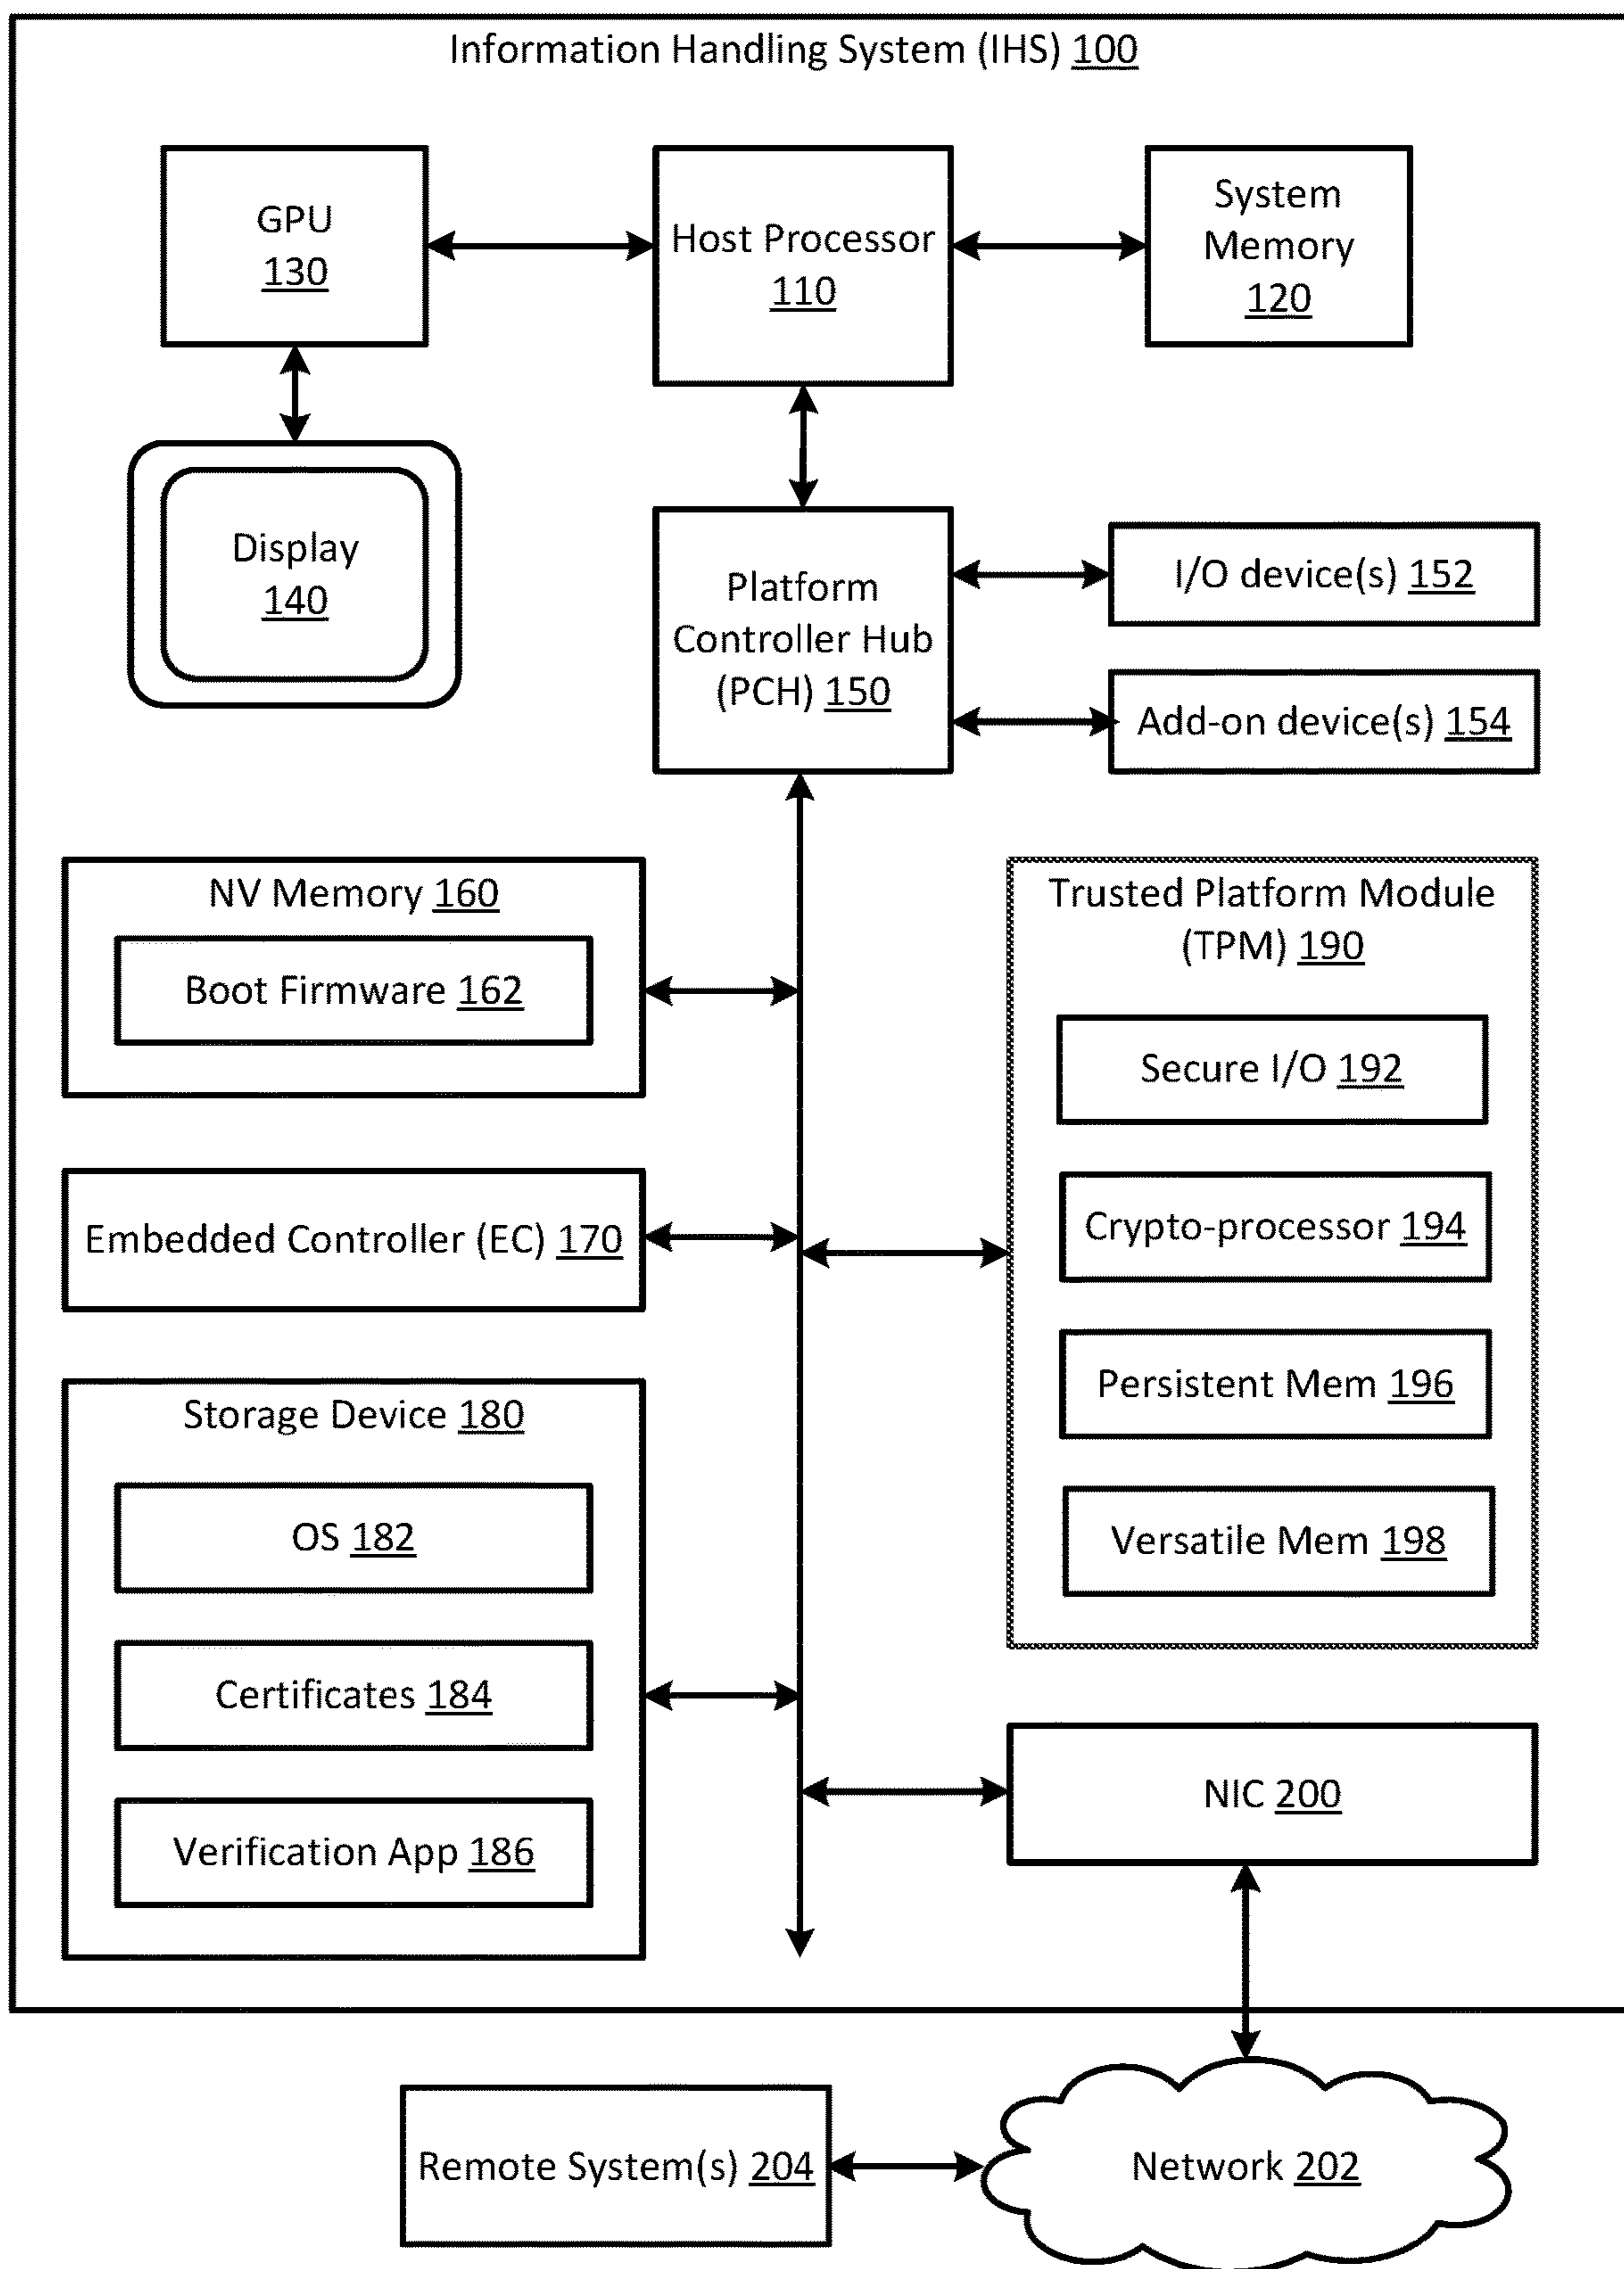 Information Handling System (IHS) 100
GPU
130
Host Processor
110
System
Memory
120
Display
140
Platform
Controller Hub
(PCH) 150
I/O device(s) 152
Add-on device(s) 154
NV Memory 160
Boot Firmware 162
Embedded Controller (EC) 170
Storage Device 180
OS 182
Certificates 184
Verification App 186
Trusted Platform Module
(TPM) 190
Secure I/O 192
Crypto-processor 194
Persistent Mem 196
Versatile Mem 198
NIC 200
Remote System(s) 204
Network 202